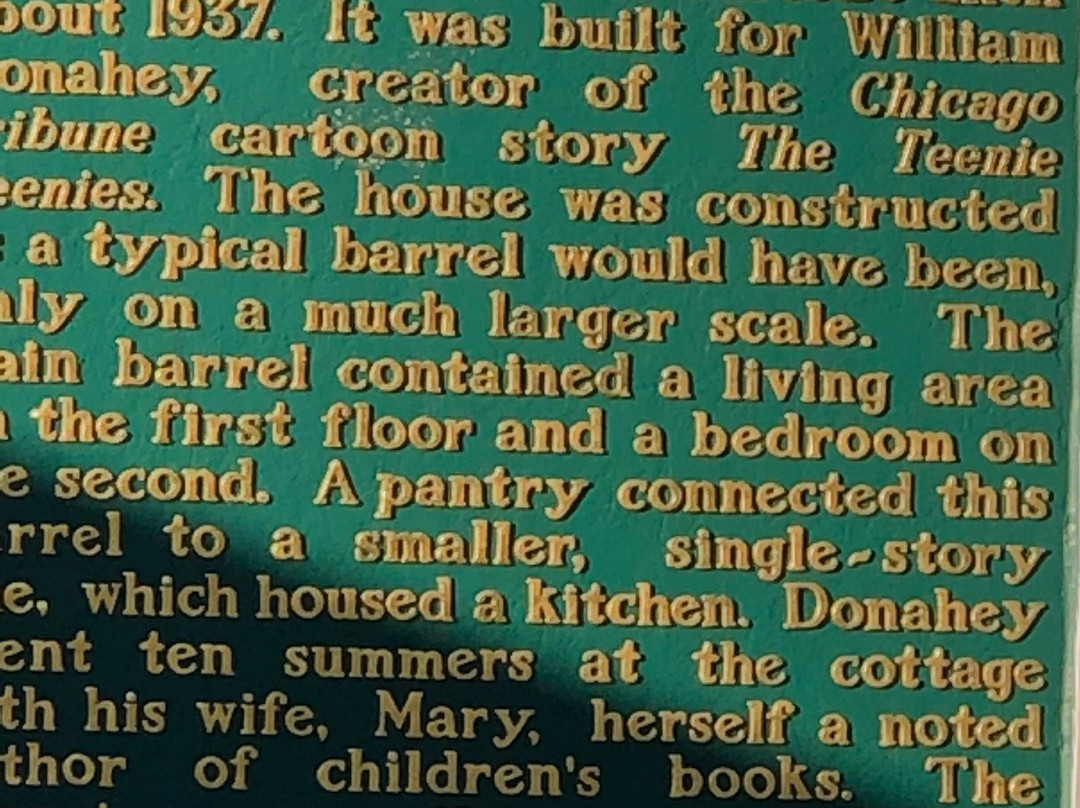 bout 1937. It was built for William
onahey, creator of the Chicago
ibune cartoon story The Teenie
eenies. The house was constructed
a typical barrel would have been,
nly on a much larger scale. The
ain barrel contained a living area
the first floor and a bedroom on
e second. A pantry connected this
rrel to a smaller, single-story
e, which housed a kitchen. Donahey
ent ten summers at the cottage
th his wife, Mary, herself a noted
thor of children's books. The